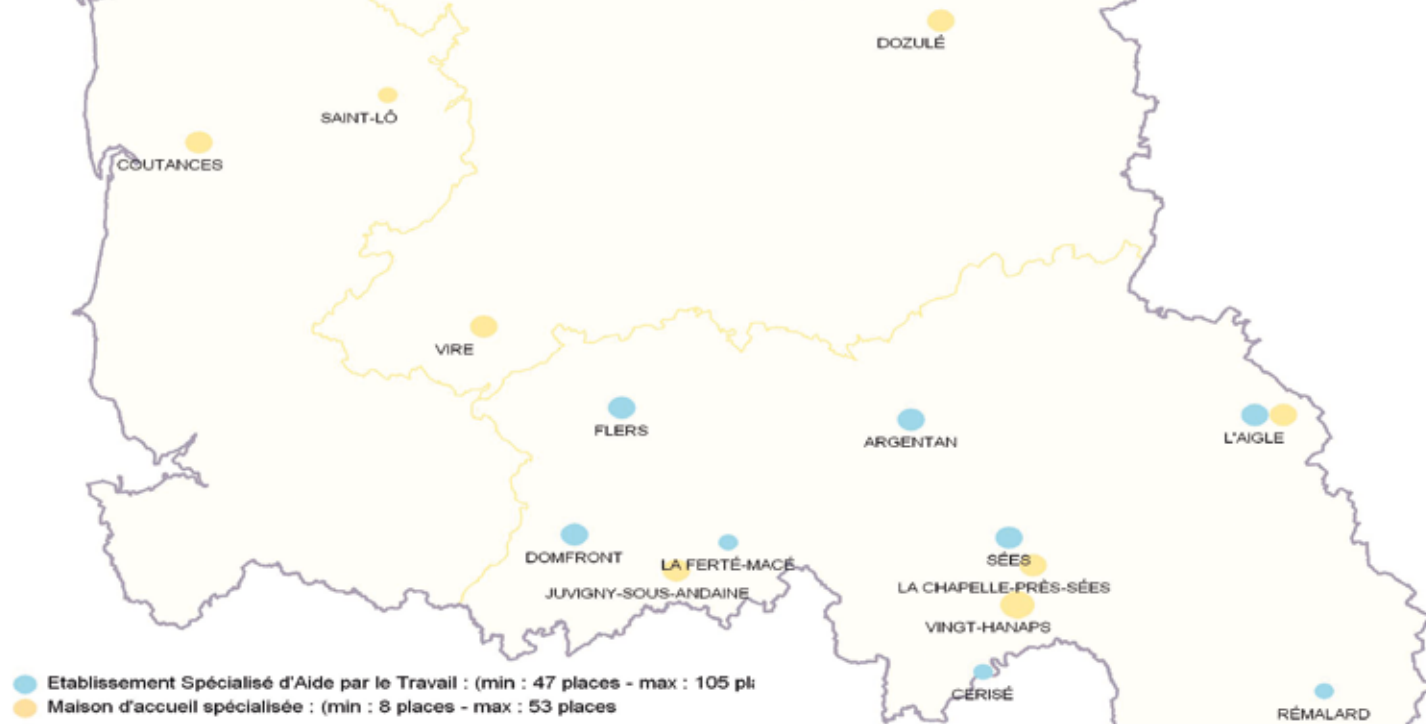 DOZULÉ
SAINT-LÔ
COUTANCES
VIRE
FLERS
ARGENTAN
L'AIGLE
DOMFRONT
LA FERTÉ-MACÉ
SÉES
JUVIGNY-SOUS-ANDAINE
LA CHAPELLE-PRÈS-SÉES
VINGT-HANAPS
CERISÉ
RÉMALARD
Etablissement Spécialisé d'Aide par le Travail : (min : 47 places - max : 105 pla
Maison d'accueil spécialisée : (min : 8 places - max : 53 places